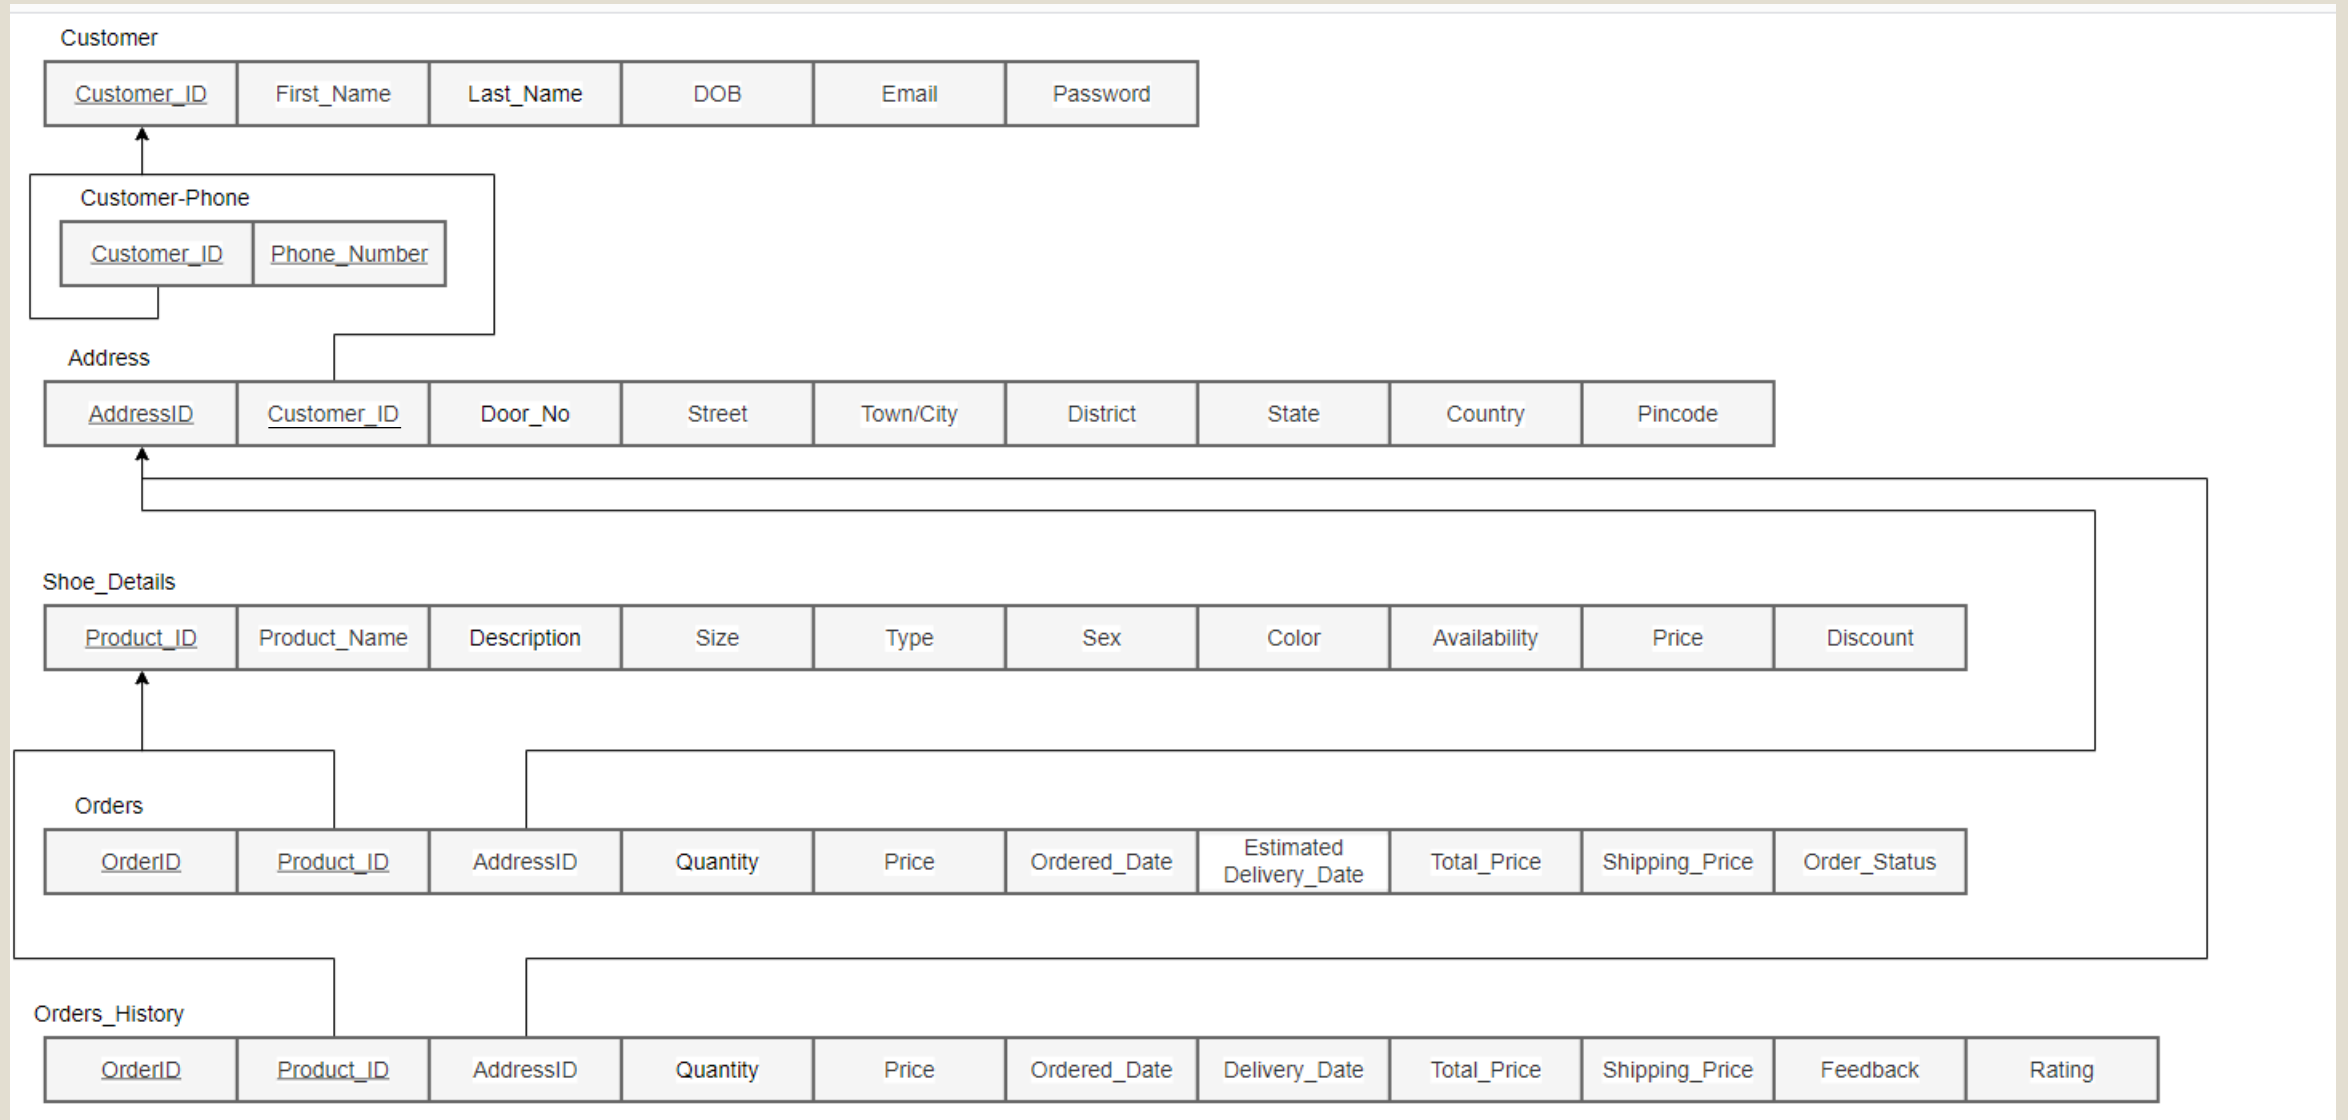 Customer
Customer_ID First_Name Last_Name DOB Email Password
Customer-Phone
Customer_ID Phone_Number
Address
AddressID Customer_ID Door_No Street Town/City District State Country Pincode
Shoe_Details
Product_ID Product_Name Description Size Type Sex Color Availability Price Discount
Orders
OrderID Product_ID AddressID Quantity Price Ordered_Date Estimated Delivery_Date Total_Price Shipping_Price Order_Status
Orders_History
OrderID Product_ID AddressID Quantity Price Ordered_Date Delivery_Date Total_Price Shipping_Price Feedback Rating